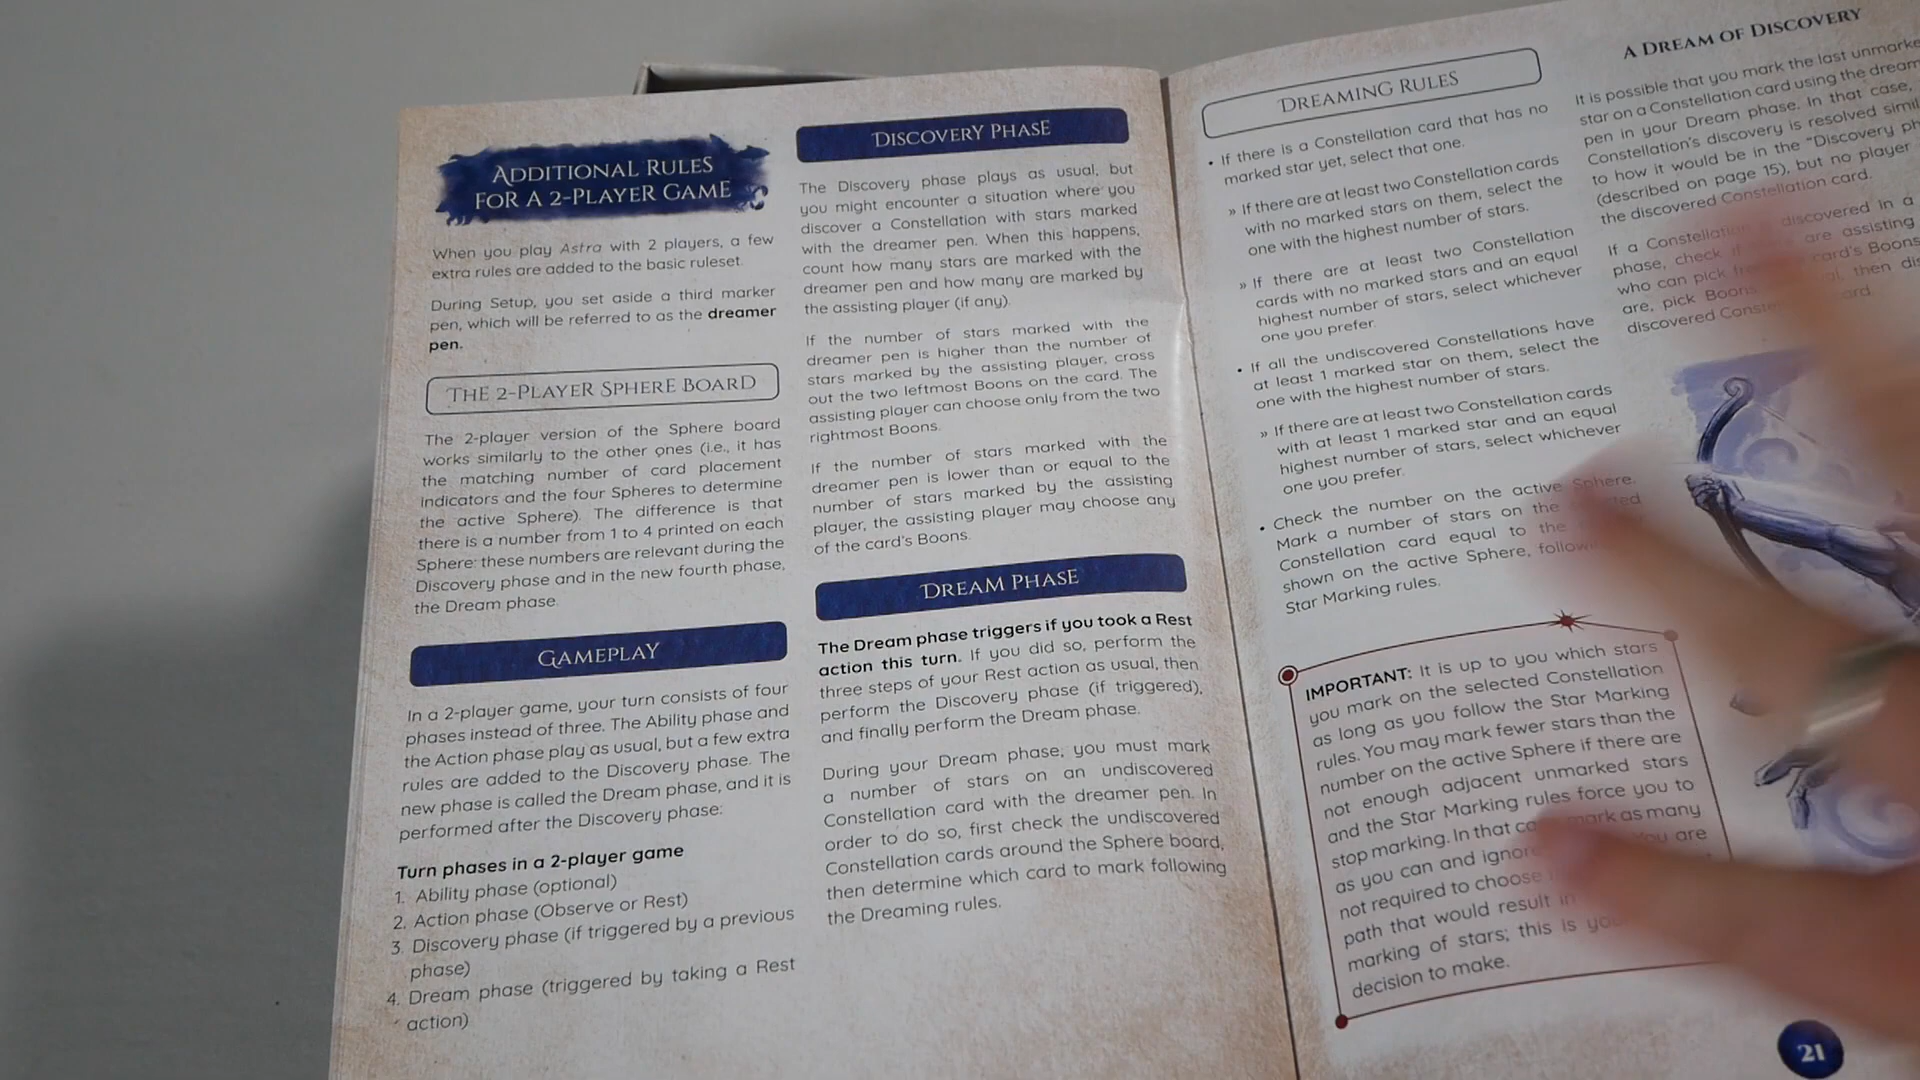 ADDITIONAL RULES
FOR A 2-PLAYER GAME
When you play Astra with 2 players, a few
extra rules are added to the basic ruleset.
During Setup, you set aside a third marker
pen, which will be referred to as the dreamer
pen.
THE 2-PLAYER SPHERE BOARD
The 2-player version of the Sphere board
works similarly to the other ones (i.e., it has
the matching number of card placement
indicators and the four Spheres to determine
the active Sphere). The difference is that
there is a number from 1 to 4 printed on each
Sphere: these numbers are relevant during the
Discovery phase and in the new fourth phase,
the Dream phase.
GAMEPLAY
In a 2-player game, your turn consists of four
phases instead of three. The Ability phase and
the Action phase play as usual, but a few extra
rules are added to the Discovery phase. The
new phase is called the Dream phase, and it is
performed after the Discovery phase:
Turn phases in a 2-player game
1. Ability phase (optional)
2. Action phase (Observe or Rest)
3. Discovery phase (if triggered by a previous
phase)
4. Dream phase (triggered by taking a Rest
action)
DISCOVERY PHASE
The Discovery phase plays as usual, but
you might encounter a situation where you
discover a Constellation with stars marked
with the dreamer pen. When this happens,
count how many stars are marked with the
dreamer pen and how many are marked by
the assisting player (if any).
If the number of stars marked with the
dreamer pen is higher than the number of
stars marked by the assisting player, cross
out the two leftmost Boons on the card. The
assisting player can choose only from the two
rightmost Boons.
If the number of stars marked with the
dreamer pen is lower than or equal to the
number of stars marked by the assisting
player, the assisting player may choose any
of the card's Boons.
DREAM PHASE
The Dream phase triggers if you took a Rest
action this turn. If you did so, perform the
three steps of your Rest action as usual, then
perform the Discovery phase (if triggered),
and finally perform the Dream phase.
During your Dream phase, you must mark
a number of stars on an undiscovered
Constellation card with the dreamer pen. In
order to do so, first check the undiscovered
Constellation cards around the Sphere board,
then determine which card to mark following
the Dreaming rules.
DREAMING RULES
• If there is a Constellation card that has no
marked star yet, select that one.
» If there are at least two Constellation cards
with no marked stars on them, select the
one with the highest number of stars.
» If there are at least two Constellation
cards with no marked stars and an equal
highest number of stars, select whichever
one you prefer.
• If all the undiscovered Constellations have
at least 1 marked star on them, select the
one with the highest number of stars.
» If there are at least two Constellation cards
with at least 1 marked star and an equal
highest number of stars, select whichever
one you prefer.
• Check the number on the active Sphere.
Mark a number of stars on the
Constellation card equal to the
shown on the active Sphere,
Star Marking rules.
IMPORTANT: It is up to you which stars
you mark on the selected Constellation
as long as you follow the Star Marking
rules. You may mark fewer stars than the
number on the active Sphere if there are
not enough adjacent unmarked stars
and the Star Marking rules force you to
stop marking. In that mark as many
as you can and You are
not required to choose
path that would result in
marking of stars; this is
decision to make.
A DREAM OF DISCOVERY
It is possible that you mark the last
star on a Constellation card using the
pen in your Dream phase. In that case,
Constellation's discovery is resolved
to how it would be in the "Discovery
(described on page 15), but no player
the discovered Constellation card.
If a discovered in a
phase, check are assisting
who can pick card's Boons
are, pick then
discovered
21